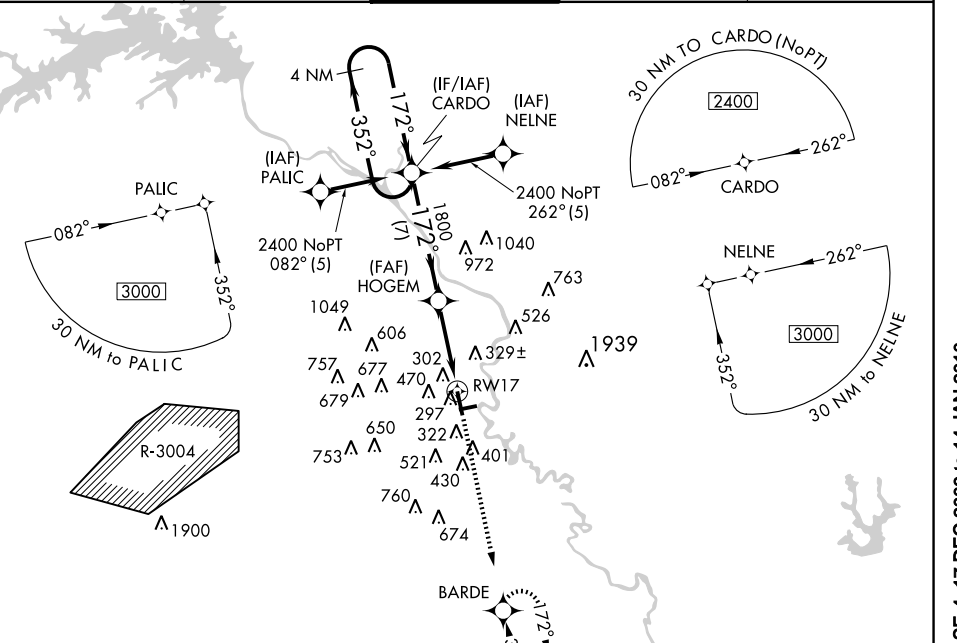 30 NM TO CARDO (NoPT)
2400
082°
262°
CARDO
4 NM
352°
172°
(IF/IAF)
CARDO
(IAF)
NELNE
(IAF)
PALIC
2400 NoPT
262° (5)
2400 NoPT
082° (5)
1800
172°
(7)
(FAF)
HOGEM
PALIC
082°
3000
352°
30 NM to PALIC
NELNE
262°
3000
352°
30 NM to NELNE
1040
972
763
526
1939
1049
606
329±
302
757
677
679
470
RW17
297
650
322
753
521
401
430
760
674
R-3004
1900
BARDE
172°